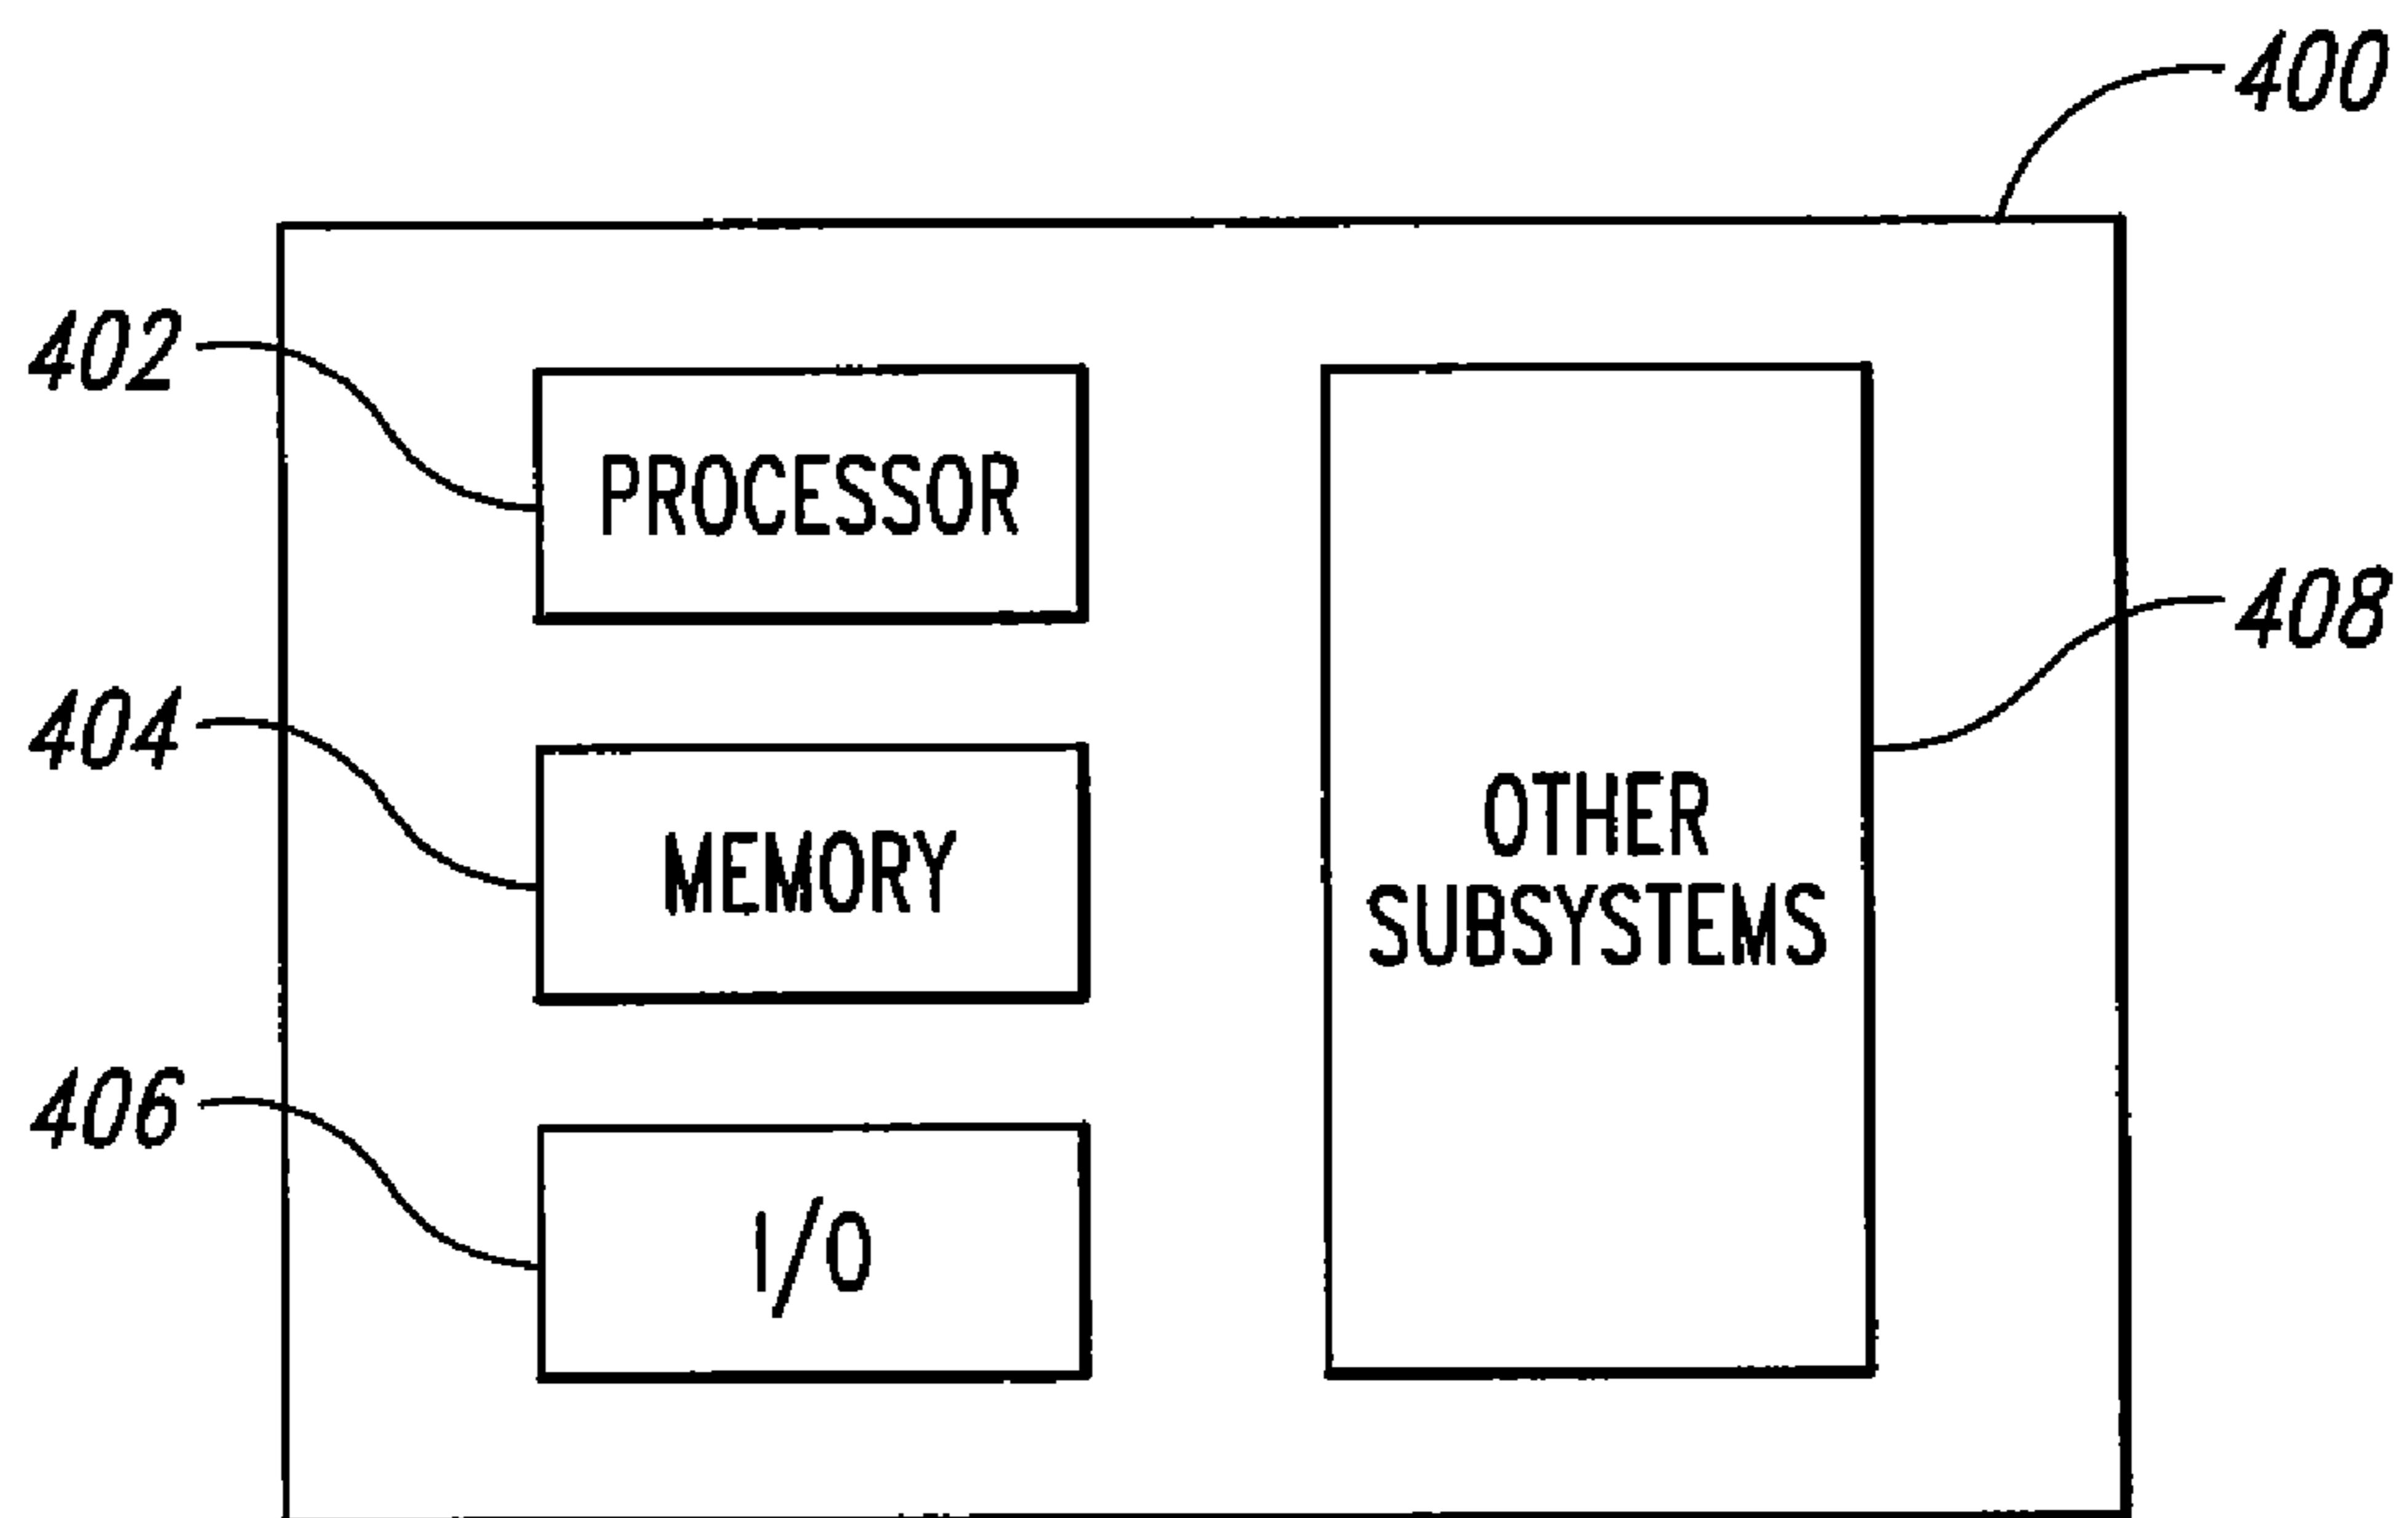 400
402
PROCESSOR
408
404
OTHER
MEMORY
SUBSYSTEMS
406
I/O